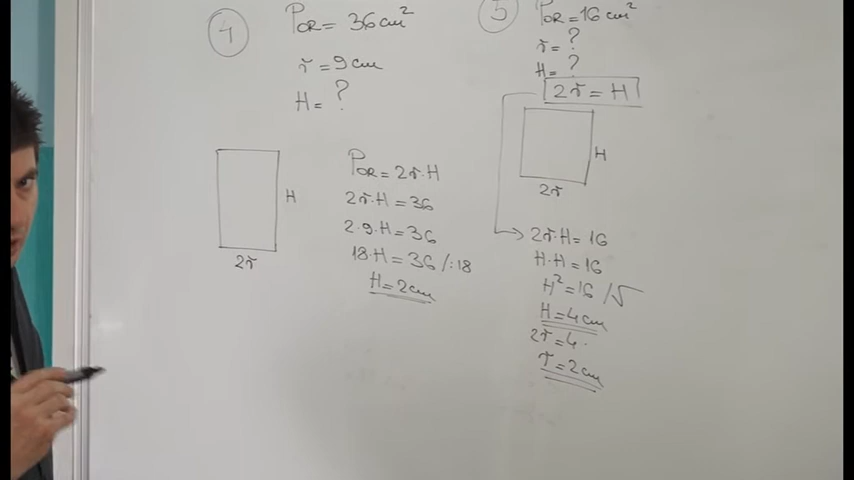 4
P_OR = 36 cm²
r = 9 cm
H = ?
H
2r
P_OR = 2r·H
2r·H = 36
2·9·H = 36
18·H = 36 /:18
H = 2 cm
5
P_OR = 16 cm²
r = ?
H = ?
2r = H
H
2r
2r·H = 16
H·H = 16
H² = 16 /√
H = 4 cm
2r = 4
r = 2 cm